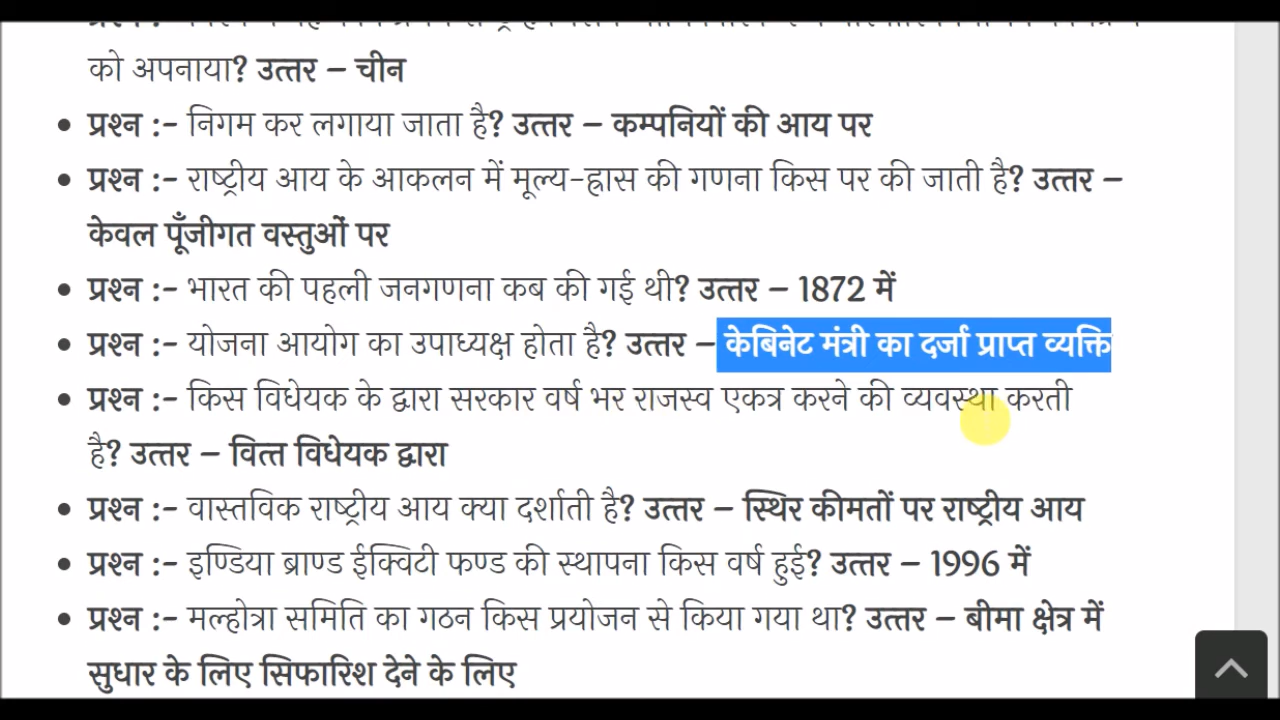 को अपनाया? उत्तर – चीन
प्रश्न :- निगम कर लगाया जाता है? उत्तर – कम्पनियों की आय पर
प्रश्न :- राष्ट्रीय आय के आकलन में मूल्य-ह्रास की गणना किस पर की जाती है? उत्तर –
केवल पूँजीगत वस्तुओं पर
प्रश्न :- भारत की पहली जनगणना कब की गई थी? उत्तर – 1872 में
प्रश्न :- योजना आयोग का उपाध्यक्ष होता है? उत्तर – केबिनेट मंत्री का दर्जा प्राप्त व्यक्ति
प्रश्न :- किस विधेयक के द्वारा सरकार वर्ष भर राजस्व एकत्र करने की व्यवस्था करती
है? उत्तर – वित्त विधेयक द्वारा
प्रश्न :- वास्तविक राष्ट्रीय आय क्या दर्शाती है? उत्तर – स्थिर कीमतों पर राष्ट्रीय आय
प्रश्न :- इण्डिया ब्राण्ड ईक्विटी फण्ड की स्थापना किस वर्ष हुई? उत्तर – 1996 में
प्रश्न :- मल्होत्रा समिति का गठन किस प्रयोजन से किया गया था? उत्तर – बीमा क्षेत्र में
सुधार के लिए सिफारिश देने के लिए